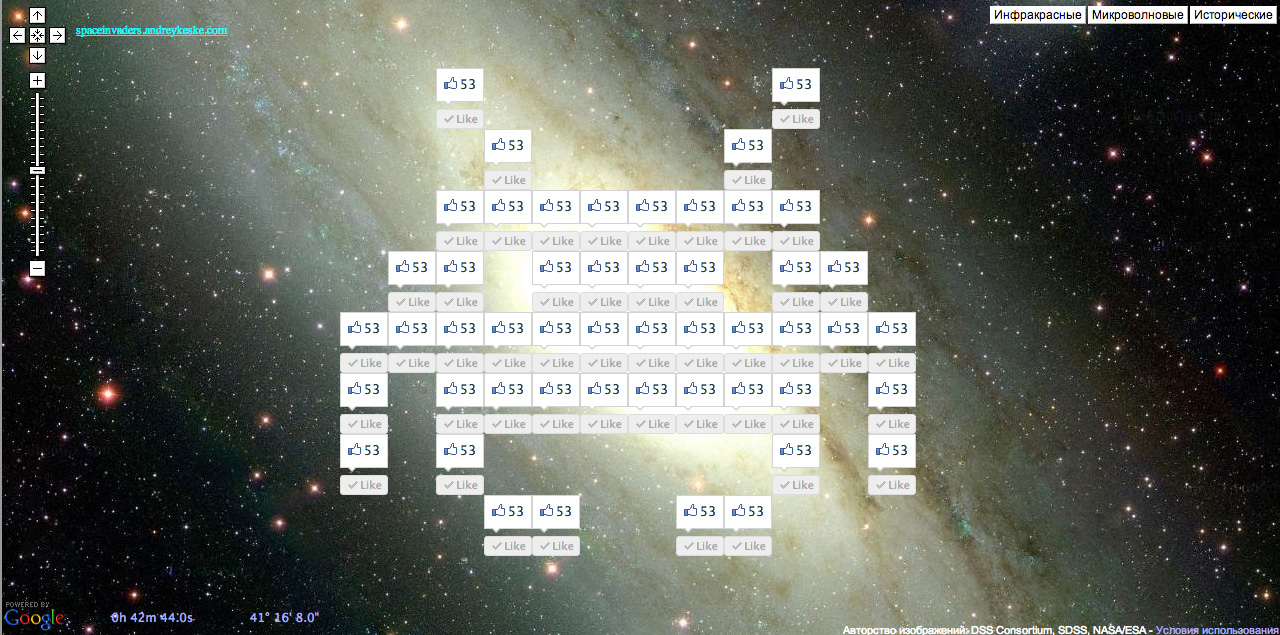 spaceinvaders.andreykeske.com
Инфракрасные Микроволновые Исторические
53 53
Like Like
53 53
Like Like
53 53 53 53 53 53 53 53
Like Like Like Like Like Like Like Like
53 53 53 53 53 53 53 53
Like Like Like Like Like Like Like Like
53 53 53 53 53 53 53 53 53 53 53 53
Like Like Like Like Like Like Like Like Like Like Like Like
53 53 53 53 53 53 53 53 53 53
Like Like Like Like Like Like Like Like Like Like
53 53 53 53
Like Like Like Like
53 53 53 53
Like Like Like Like
POWERED BY
Google
0h 42m 44.0s 41° 16' 8.0"
Авторство изображений: DSS Consortium, SDSS, NASA/ESA - Условия использования